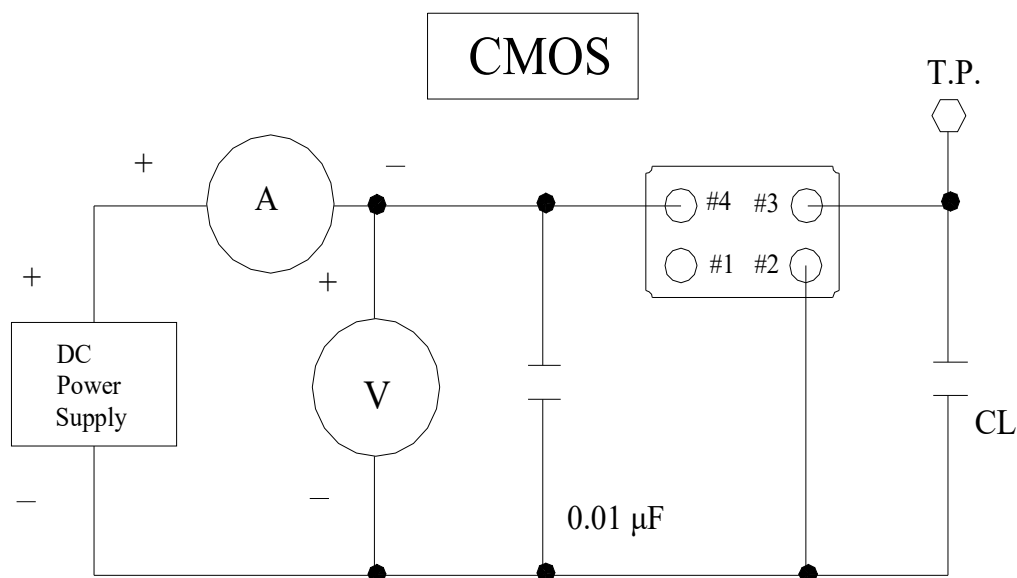 CMOS
T.P.
+
–
A
#4
#3
#1
#2
+
+
DC
Power
Supply
V
CL
–
–
0.01 μF